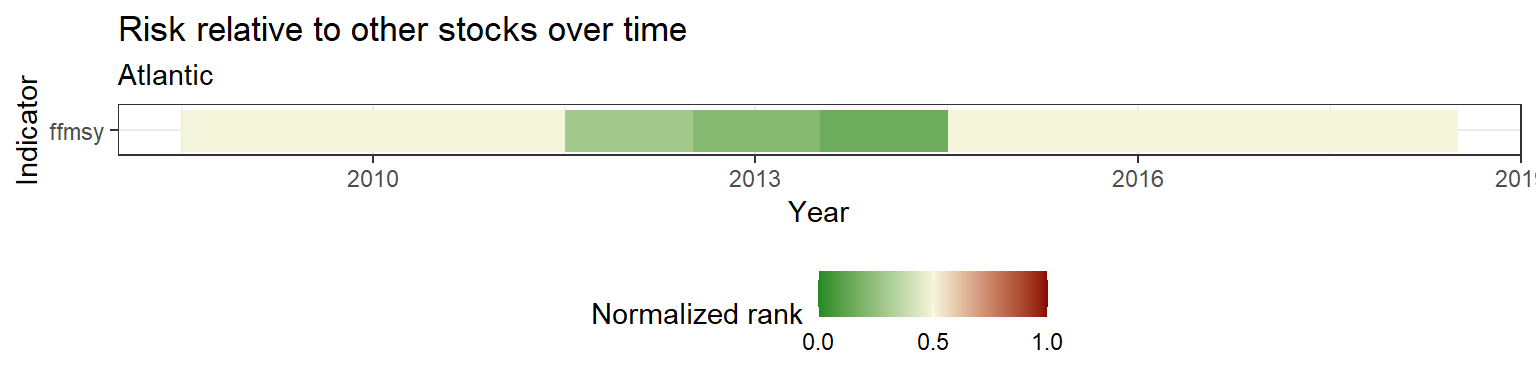 Risk relative to other stocks over time
Atlantic
Indicator
ffmsy
2010 2013 2016 201
Year
Normalized rank
0.0 0.5 1.0